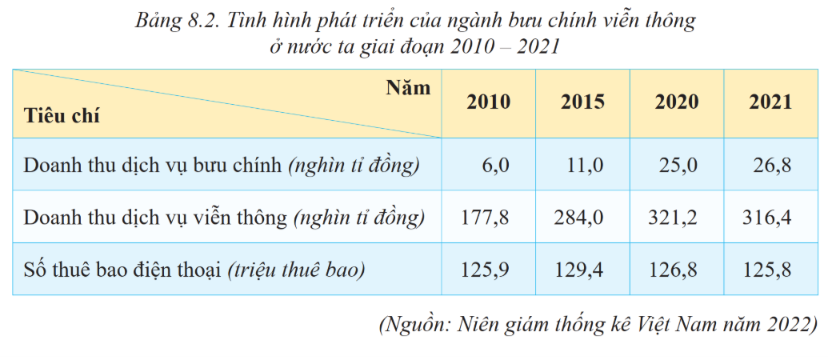 Bảng 8.2. Tình hình phát triển của ngành bưu chính viễn thông
ở nước ta giai đoạn 2010 – 2021
Năm
Tiêu chí
2010 2015 2020 2021
Doanh thu dịch vụ bưu chính (nghìn tỉ đồng) 6,0 11,0 25,0 26,8
Doanh thu dịch vụ viễn thông (nghìn tỉ đồng) 177,8 284,0 321,2 316,4
Số thuê bao điện thoại (triệu thuê bao) 125,9 129,4 126,8 125,8
(Nguồn: Niên giám thống kê Việt Nam năm 2022)